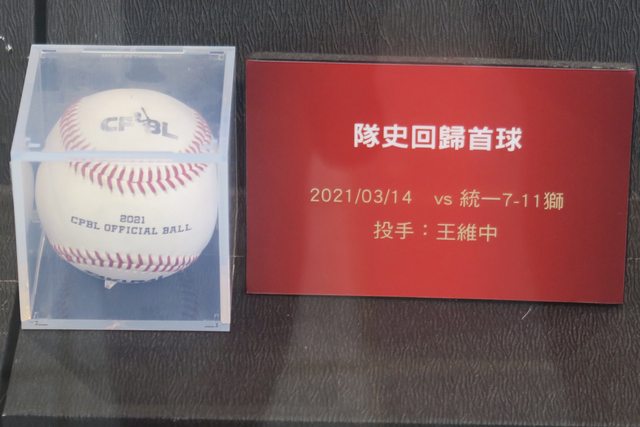 CPBL
2021
CPBL OFFICIAL BALL
隊史回歸首球
2021/03/14 vs 統一7-11獅
投手：王維中